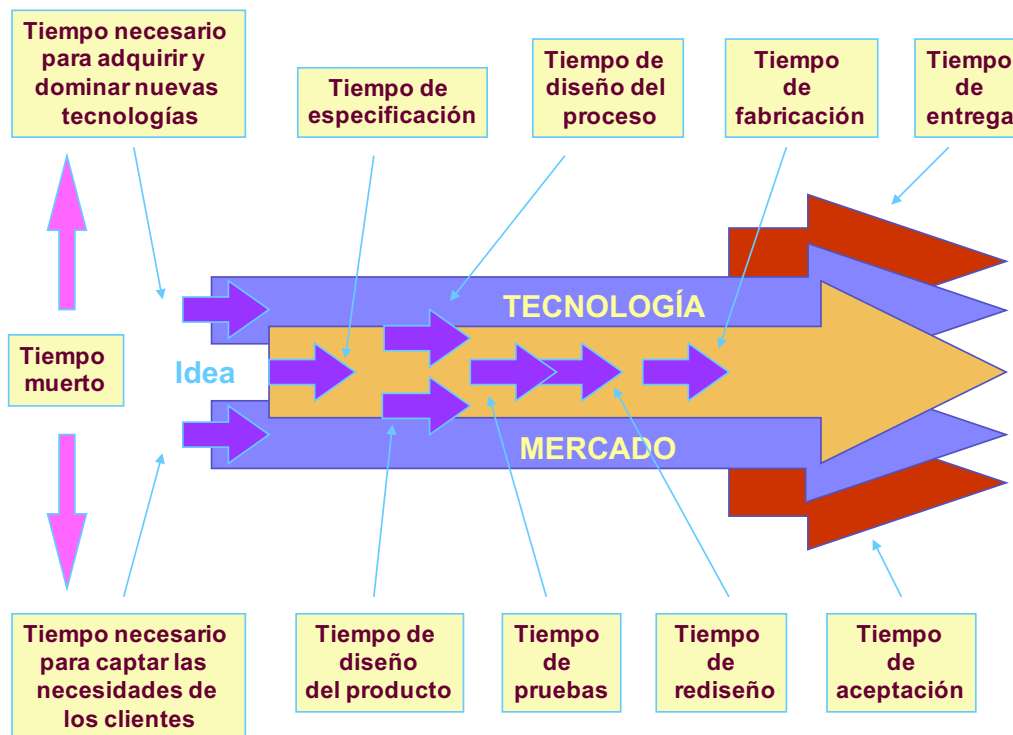 Tiempo necesario
para adquirir y
dominar nuevas
tecnologías
Tiempo de
especificación
Tiempo de
diseño del
proceso
Tiempo
de
fabricación
Tiempo
de
entrega
TECNOLOGÍA
Tiempo
muerto
Idea
MERCADO
Tiempo necesario
para captar las
necesidades de
los clientes
Tiempo de
diseño
del producto
Tiempo
de
pruebas
Tiempo
de
rediseño
Tiempo
de
aceptación